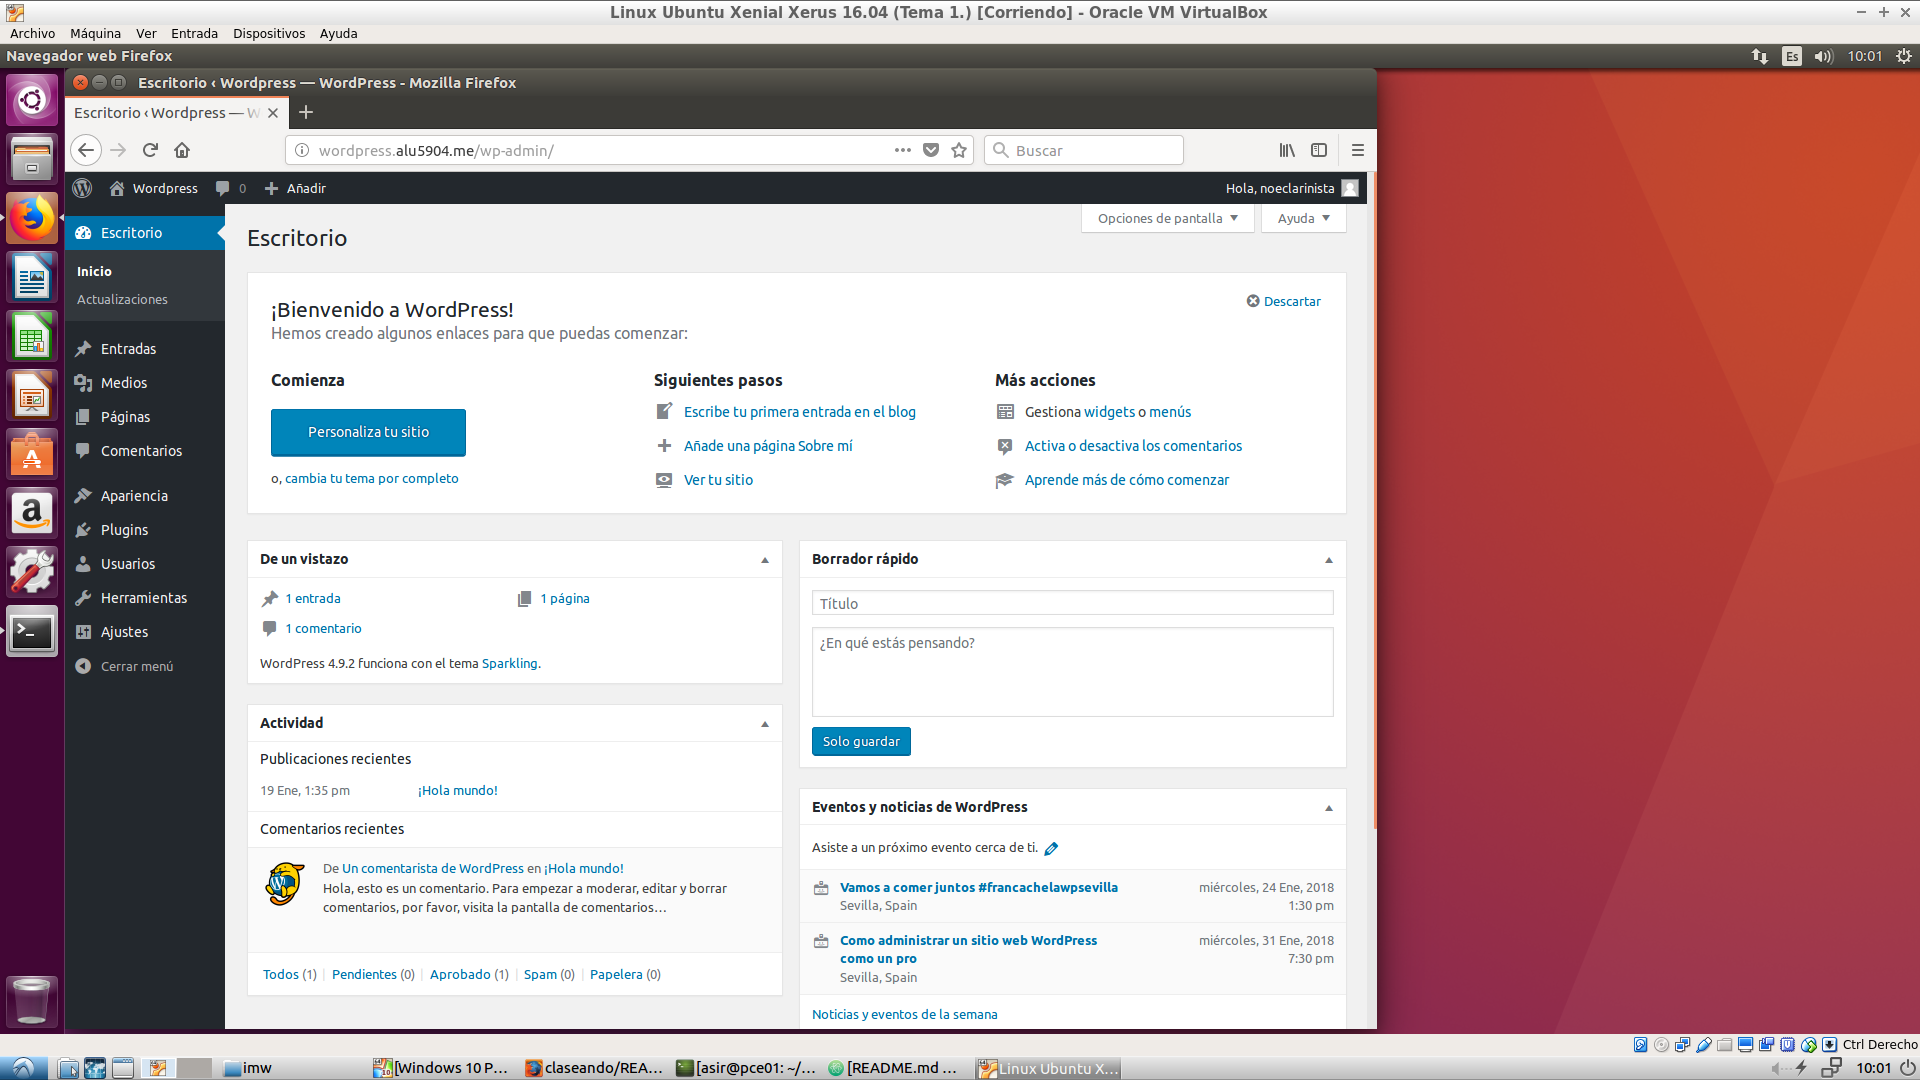 Linux Ubuntu Xenial Xerus 16.04 (Tema 1.) [Corriendo] - Oracle VM VirtualBox
Archivo Máquina Ver Entrada Dispositivos Ayuda
Navegador web Firefox
Es
10:01
Escritorio ‹ Wordpress — WordPress - Mozilla Firefox
Escritorio ‹ Wordpress — W
wordpress.alu5904.me/wp-admin/
Buscar
Wordpress
0
Añadir
Hola, noeclarinista
Escritorio
Inicio
Actualizaciones
Entradas
Medios
Páginas
Comentarios
Apariencia
Plugins
Usuarios
Herramientas
Ajustes
Cerrar menú
Opciones de pantalla
Ayuda
Escritorio
¡Bienvenido a WordPress!
Hemos creado algunos enlaces para que puedas comenzar:
Descartar
Comienza
Personaliza tu sitio
o, cambia tu tema por completo
Siguientes pasos
Escribe tu primera entrada en el blog
Añade una página Sobre mí
Ver tu sitio
Más acciones
Gestiona widgets o menús
Activa o desactiva los comentarios
Aprende más de cómo comenzar
De un vistazo
1 entrada
1 página
1 comentario
WordPress 4.9.2 funciona con el tema Sparkling.
Actividad
Publicaciones recientes
19 Ene, 1:35 pm
¡Hola mundo!
Comentarios recientes
De Un comentarista de WordPress en ¡Hola mundo!
Hola, esto es un comentario. Para empezar a moderar, editar y borrar
comentarios, por favor, visita la pantalla de comentarios…
Todos (1) | Pendientes (0) | Aprobado (1) | Spam (0) | Papelera (0)
Borrador rápido
Título
¿En qué estás pensando?
Solo guardar
Eventos y noticias de WordPress
Asiste a un próximo evento cerca de ti.
Vamos a comer juntos #francachelawpsevilla
Sevilla, Spain
miércoles, 24 Ene, 2018
1:30 pm
Como administrar un sitio web WordPress
como un pro
Sevilla, Spain
miércoles, 31 Ene, 2018
7:30 pm
Noticias y eventos de la semana
Ctrl Derecho
imw
[Windows 10 P...
claseando/REA...
[asir@pce01: ~/...
[README.md ...
Linux Ubuntu X...
10:01